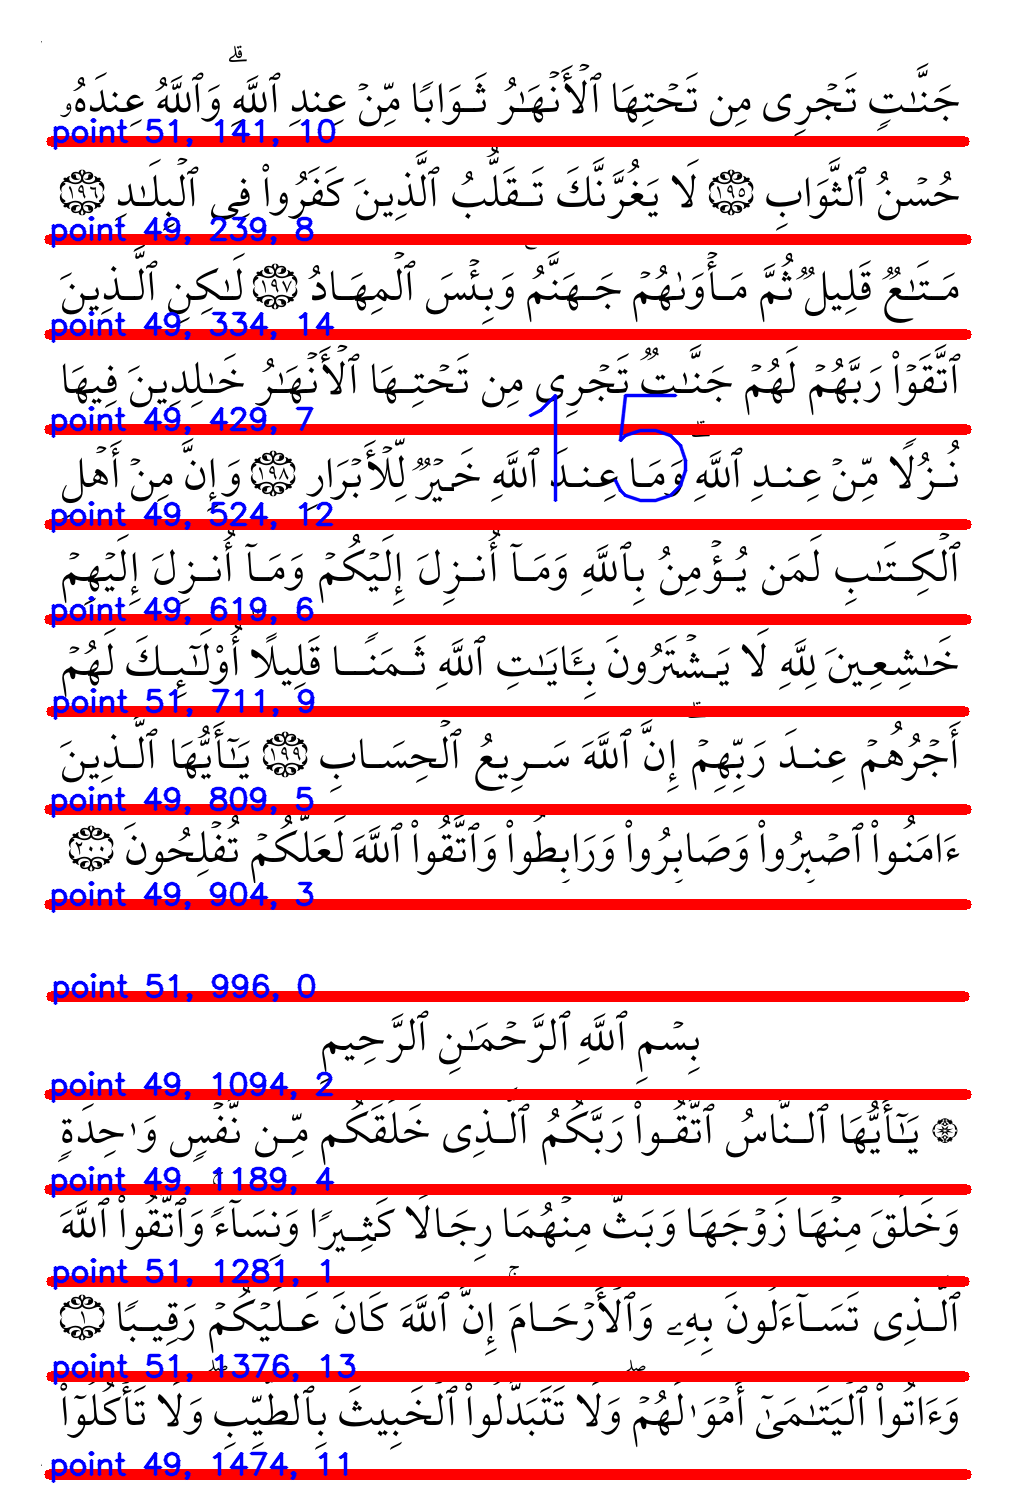 جَنَّٰتٍ تَجۡرِى مِن تَحۡتِهَا ٱلۡأَنۡهَٰرُ ثَوَابٗا مِّنۡ عِندِ ٱللَّهِۚ وَٱللَّهُ عِندَهُۥ
point 51, 141, 10
حُسۡنُ ٱلثَّوَابِ ١٩٥ لَا يَغُرَّنَّكَ تَقَلُّبُ ٱلَّذِينَ كَفَرُواْ فِى ٱلۡبِلَٰدِ ١٩٦
point 49, 239, 8
مَتَٰعٞ قَلِيلٞ ثُمَّ مَأۡوَىٰهُمۡ جَهَنَّمُۖ وَبِئۡسَ ٱلۡمِهَادُ ١٩٧ لَٰكِنِ ٱلَّذِينَ
point 49, 334, 14
ٱتَّقَوۡاْ رَبَّهُمۡ لَهُمۡ جَنَّٰتٞ تَجۡرِى مِن تَحۡتِهَا ٱلۡأَنۡهَٰرُ خَٰلِدِينَ فِيهَا
point 49, 429, 7
15
نُزُلٗا مِّنۡ عِندِ ٱللَّهِۗ وَمَا عِندَ ٱللَّهِ خَيۡرٞ لِّلۡأَبۡرَارِ ١٩٨ وَإِنَّ مِنۡ أَهۡلِ
point 49, 524, 12
ٱلۡكِتَٰبِ لَمَن يُؤۡمِنُ بِٱللَّهِ وَمَآ أُنزِلَ إِلَيۡكُمۡ وَمَآ أُنزِلَ إِلَيۡهِمۡ
point 49, 619, 6
خَٰشِعِينَ لِلَّهِ لَا يَشۡتَرُونَ بِـَٔايَٰتِ ٱللَّهِ ثَمَنٗا قَلِيلًا أُوْلَٰٓئِكَ لَهُمۡ
point 51, 711, 9
أَجۡرُهُمۡ عِندَ رَبِّهِمۡۗ إِنَّ ٱللَّهَ سَرِيعُ ٱلۡحِسَابِ ١٩٩ يَٰٓأَيُّهَا ٱلَّذِينَ
point 49, 809, 5
ءَامَنُواْ ٱصۡبِرُواْ وَصَابِرُواْ وَرَابِطُواْ وَٱتَّقُواْ ٱللَّهَ لَعَلَّكُمۡ تُفۡلِحُونَ ٢٠٠
point 49, 904, 3
point 51, 996, 0
بِسۡمِ ٱللَّهِ ٱلرَّحۡمَٰنِ ٱلرَّحِيمِ
point 49, 1094, 2
۞ يَٰٓأَيُّهَا ٱلنَّاسُ ٱتَّقُواْ رَبَّكُمُ ٱلَّذِى خَلَقَكُم مِّن نَّفۡسٖ وَٰحِدَةٖ
point 49, 1189, 4
وَخَلَقَ مِنۡهَا زَوۡجَهَا وَبَثَّ مِنۡهُمَا رِجَالٗا كَثِيرٗا وَنِسَآءٗۚ وَٱتَّقُواْ ٱللَّهَ
point 51, 1281, 1
ٱلَّذِى تَسَآءَلُونَ بِهِۦ وَٱلۡأَرۡحَامَۚ إِنَّ ٱللَّهَ كَانَ عَلَيۡكُمۡ رَقِيبٗا ١
point 51, 1376, 13
وَءَاتُواْ ٱلۡيَتَٰمَىٰٓ أَمۡوَٰلَهُمۡۖ وَلَا تَتَبَدَّلُواْ ٱلۡخَبِيثَ بِٱلطَّيِّبِۖ وَلَا تَأۡكُلُوٓاْ
point 49, 1474, 11